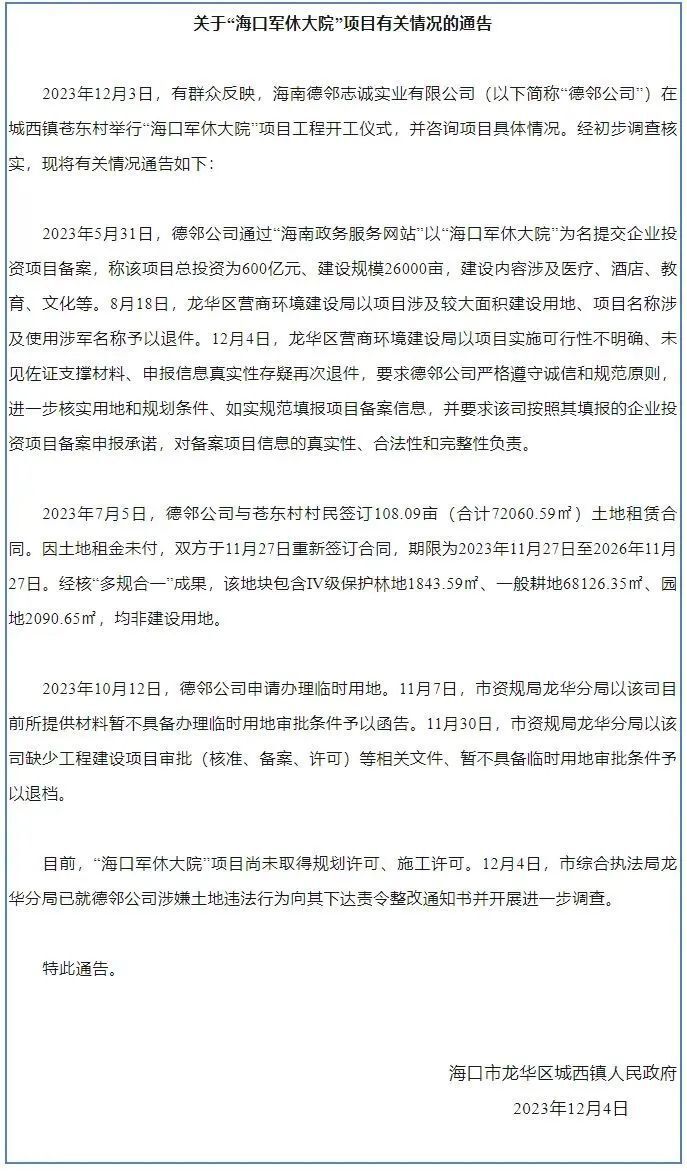 关于“海口军休大院”项目有关情况的通告
2023年12月3日，有群众反映，海南德邻志诚实业有限公司（以下简称“德邻公司”）在
城西镇苍东村举行“海口军休大院”项目工程开工仪式，并咨询项目具体情况。经初步调查核
实，现将有关情况通告如下：
2023年5月31日，德邻公司通过“海南政务服务网站”以“海口军休大院”为名提交企业投
资项目备案，称该项目总投资为600亿元、建设规模26000亩，建设内容涉及医疗、酒店、教
育、文化等。8月18日，龙华区营商环境建设局以项目涉及较大面积建设用地、项目名称涉
及使用涉军名称予以退件。12月4日，龙华区营商环境建设局以项目实施可行性不明确、未
见佐证支撑材料、申报信息真实性存疑再次退件，要求德邻公司严格遵守诚信和规范原则，
进一步核实用地和规划条件、如实规范填报项目备案信息，并要求该司按照其填报的企业投
资项目备案申报承诺，对备案项目信息的真实性、合法性和完整性负责。
2023年7月5日，德邻公司与苍东村村民签订108.09亩（合计72060.59㎡）土地租赁合
同。因土地租金未付，双方于11月27日重新签订合同，期限为2023年11月27日至2026年11月
27日。经核“多规合一”成果，该地块包含IV级保护林地1843.59㎡、一般耕地68126.35㎡、园
地2090.65㎡，均非建设用地。
2023年10月12日，德邻公司申请办理临时用地。11月7日，市资规局龙华分局以该司目
前所提供材料暂不具备办理临时用地审批条件予以函告。11月30日，市资规局龙华分局以该
司缺少工程建设项目审批（核准、备案、许可）等相关文件、暂不具备临时用地审批条件予
以退档。
目前，“海口军休大院”项目尚未取得规划许可、施工许可。12月4日，市综合执法局龙
华分局已就德邻公司涉嫌土地违法行为向其下达责令整改通知书并开展进一步调查。
特此通告。
海口市龙华区城西镇人民政府
2023年12月4日